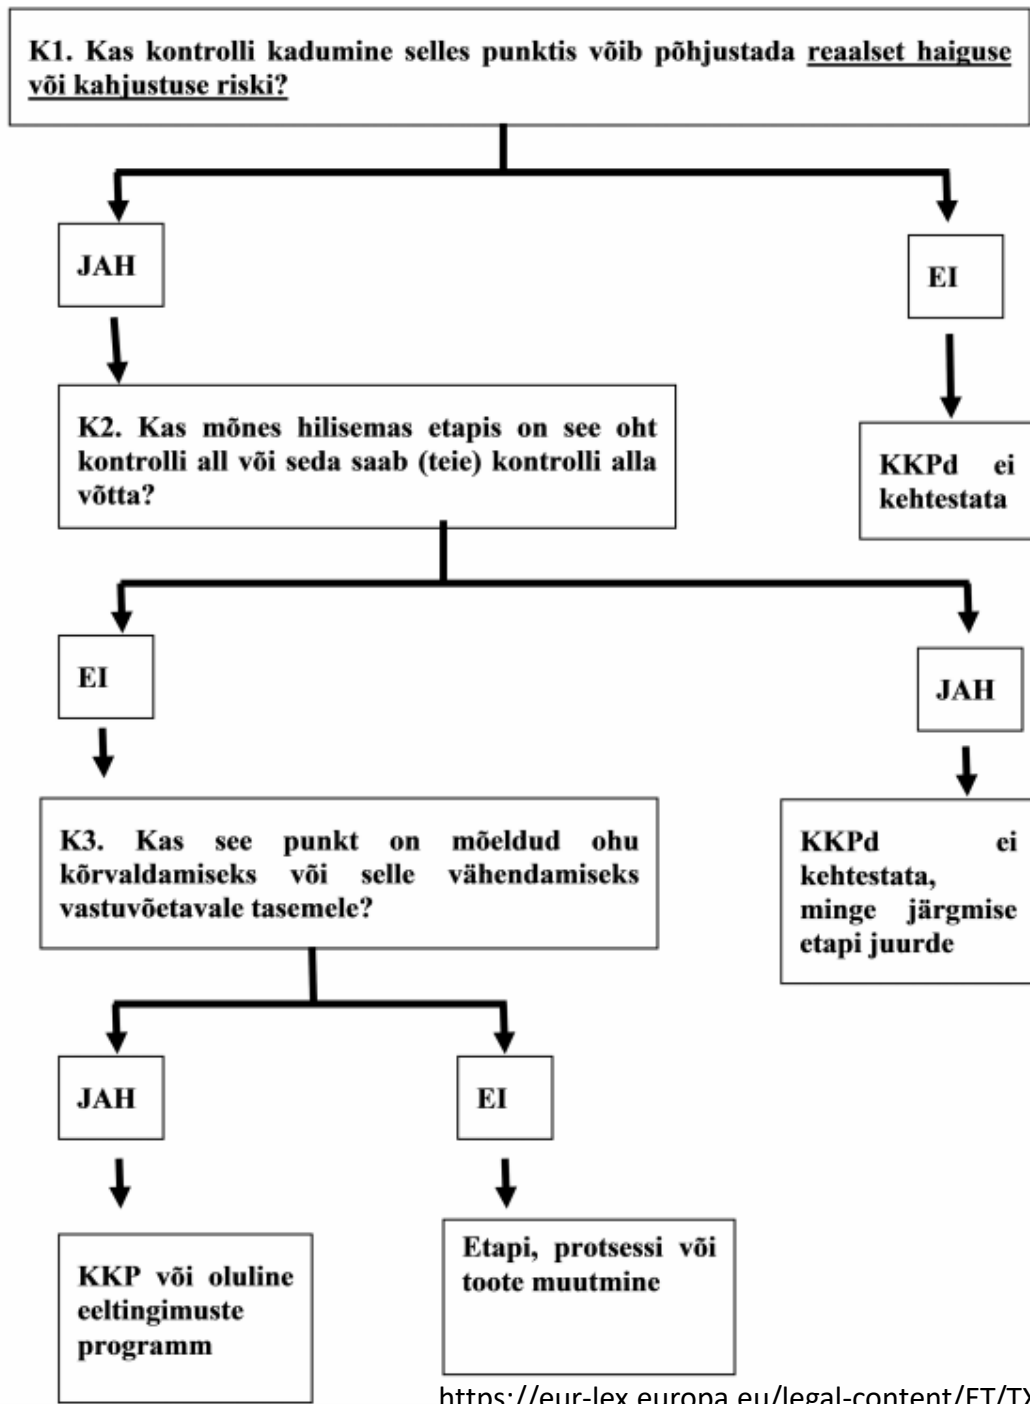 K1. Kas kontrolli kadumine selles punktis võib põhjustada reaalset haiguse
või kahjustuse riski?
JAH
EI
K2. Kas mõnes hilisemas etapis on see oht
kontrolli all või seda saab (teie) kontrolli alla
võtta?
KKPd ei
kehtestata
EI
JAH
K3. Kas see punkt on mõeldud ohu
kõrvaldamiseks või selle vähendamiseks
vastuvõetavale tasemele?
KKPd ei
kehtestata,
minge järgmise
etapi juurde
JAH
EI
KKP või oluline
eeltingimuste
programm
Etapi, protsessi või
toote muutmine
https://eur-lex.europa.eu/legal-content/ET/TX